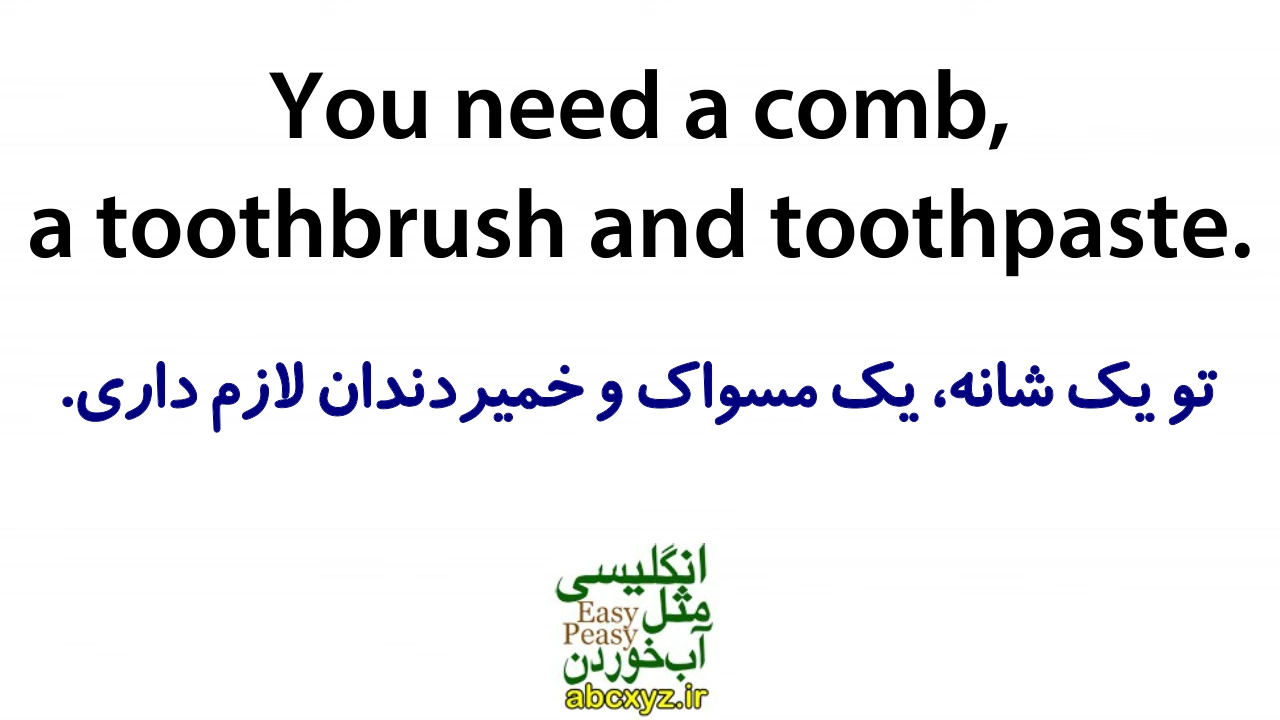 You need a comb,
a toothbrush and toothpaste.
تو یک شانه، یک مسواک و خمیردندان لازم داری.
انگلیسی
مثل
Easy
Peasy
آب‌خوردن
abcxyz.ir